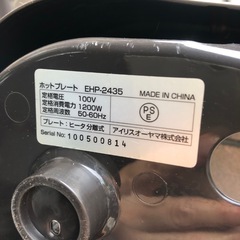 ホットプレート EHP-2435
定格電圧: 100V
定格消費電力: 1200W
定格周波数: 50-60Hz
MADE IN CHINA
PS
E
プレート:ヒータ分離式 アイリスオーヤマ株式会社
Serial No: 100500814